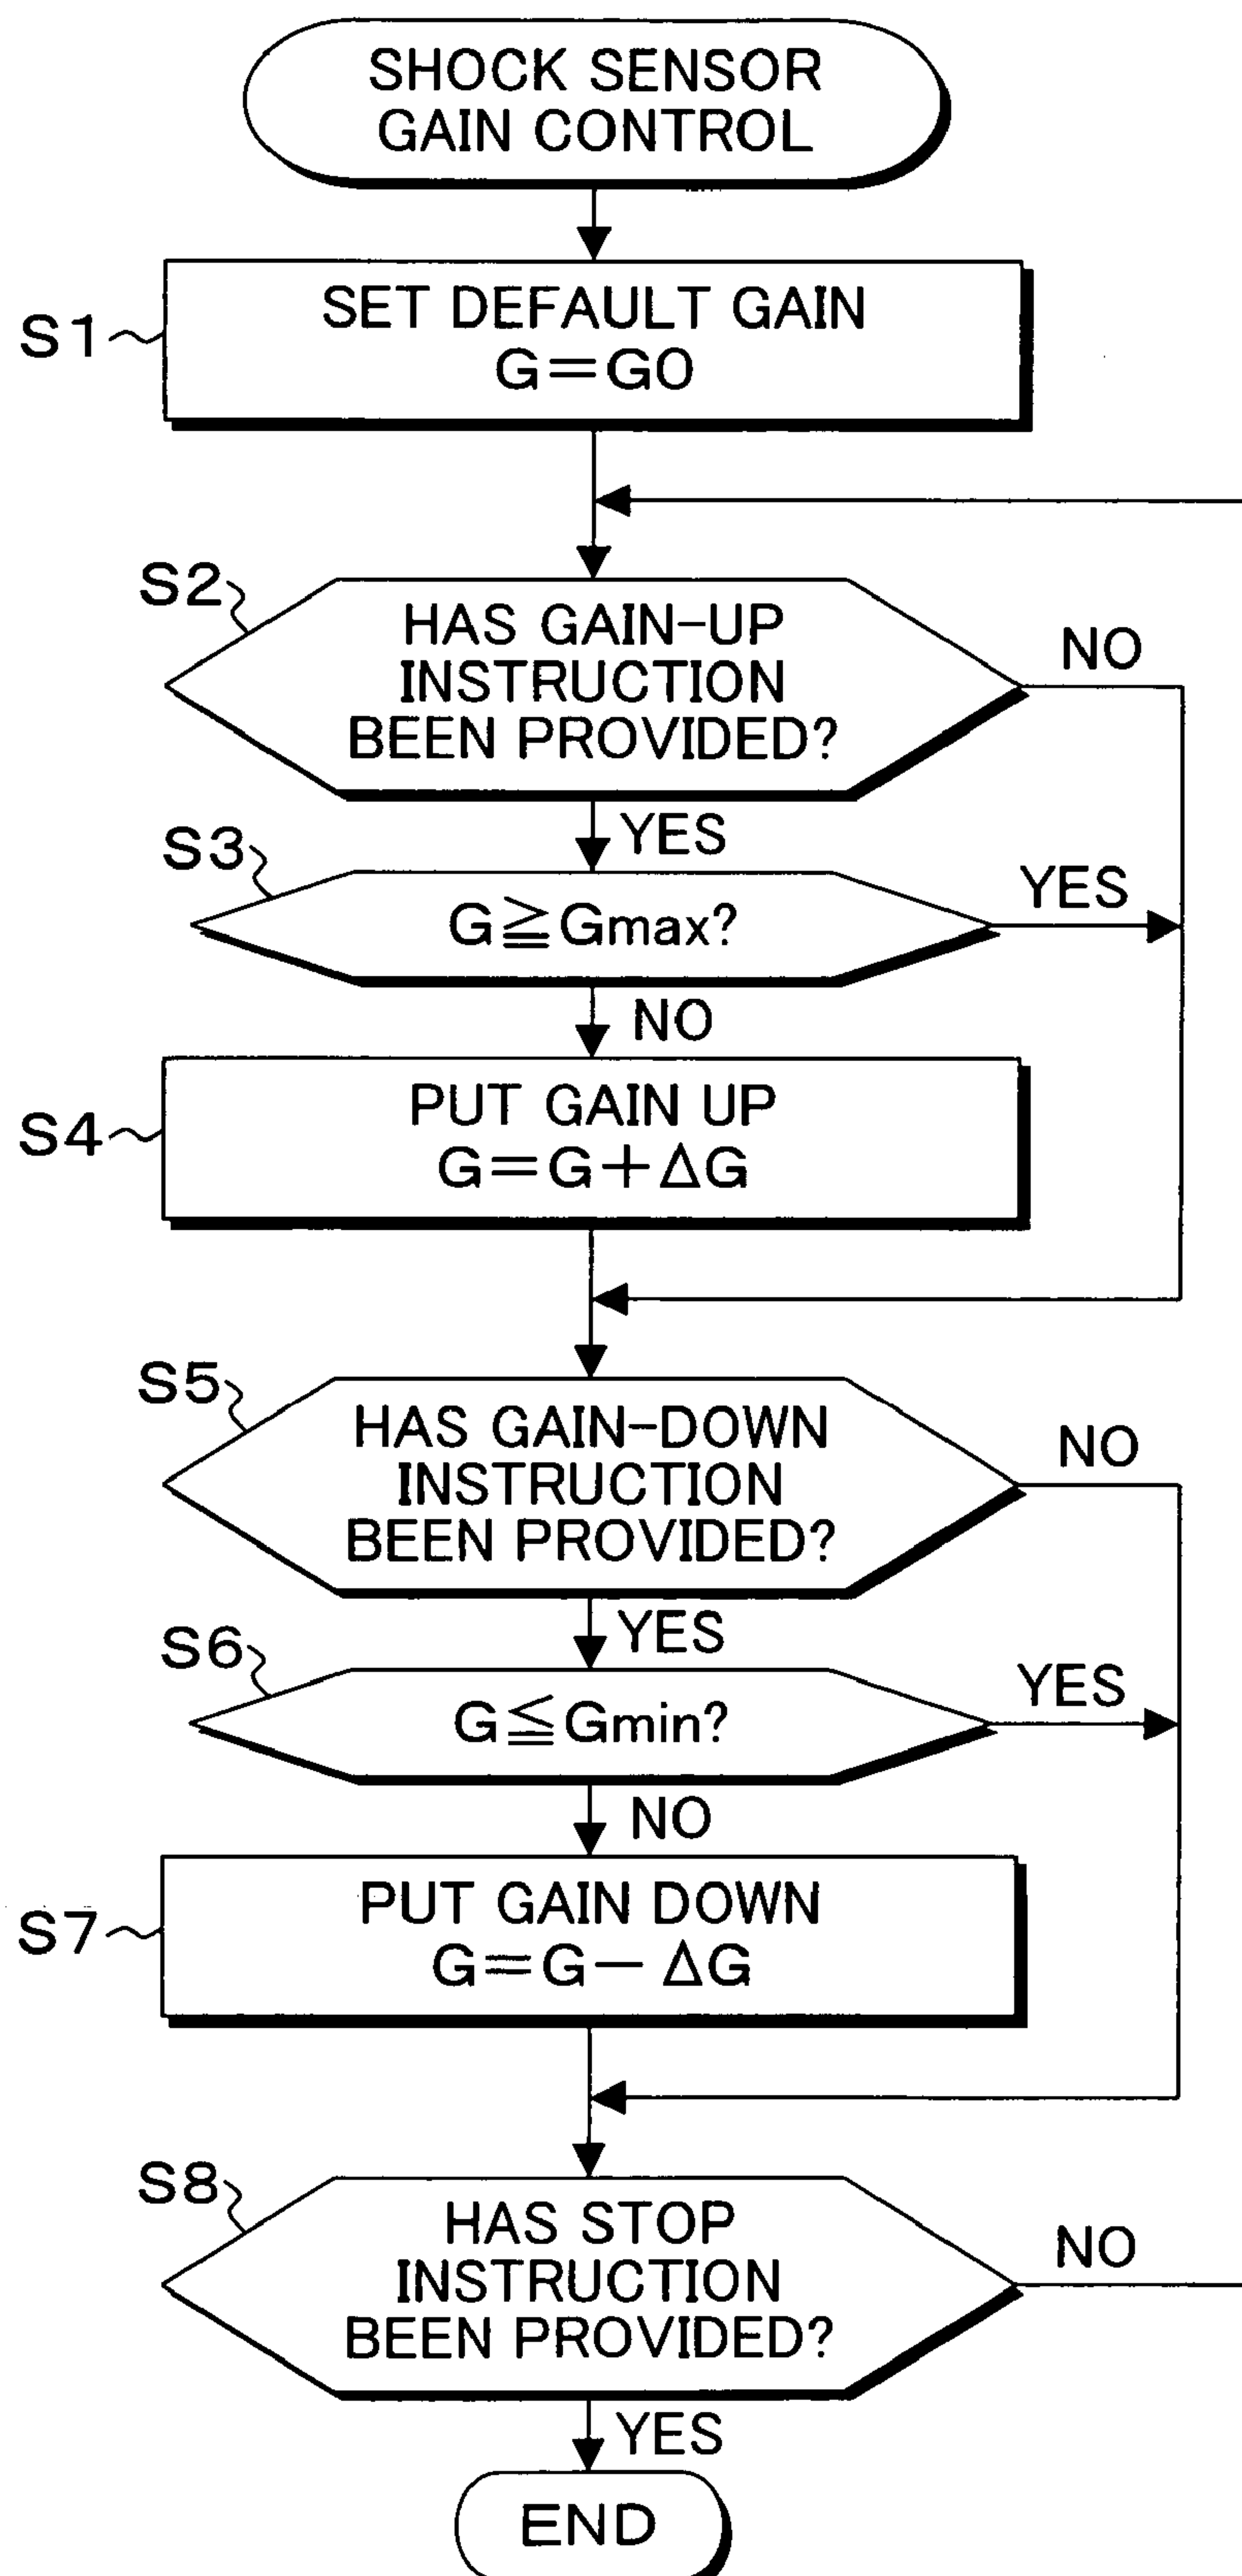 SHOCK SENSOR
GAIN CONTROL
S1
SET DEFAULT GAIN
G=G0
S2
HAS GAIN-UP
INSTRUCTION
BEEN PROVIDED?
NO
YES
S3
G≧Gmax?
YES
NO
S4
PUT GAIN UP
G=G+ΔG
S5
HAS GAIN-DOWN
INSTRUCTION
BEEN PROVIDED?
NO
YES
S6
G≦Gmin?
YES
NO
S7
PUT GAIN DOWN
G=G-ΔG
S8
HAS STOP
INSTRUCTION
BEEN PROVIDED?
NO
YES
END